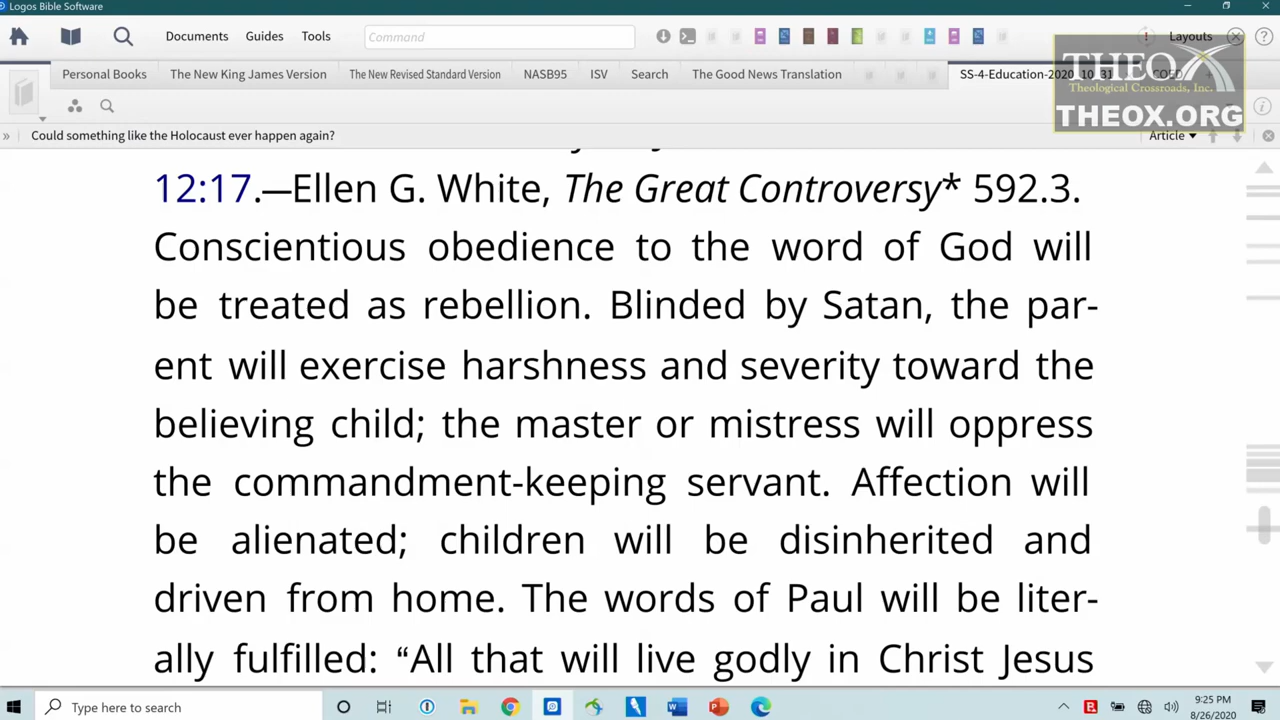 Logos Bible Software
Documents Guides Tools Command Layouts
Personal Books The New King James Version The New Revised Standard Version NASB95 ISV Search The Good News Translation SS-4-Education-2020_10_31
THEOX
Theological Crossroads, Inc.
THEOX.ORG
Could something like the Holocaust ever happen again? Article
12:17.—Ellen G. White, The Great Controversy* 592.3.
Conscientious obedience to the word of God will
be treated as rebellion. Blinded by Satan, the par-
ent will exercise harshness and severity toward the
believing child; the master or mistress will oppress
the commandment-keeping servant. Affection will
be alienated; children will be disinherited and
driven from home. The words of Paul will be liter-
ally fulfilled: “All that will live godly in Christ Jesus
Type here to search
9:25 PM
8/26/2020